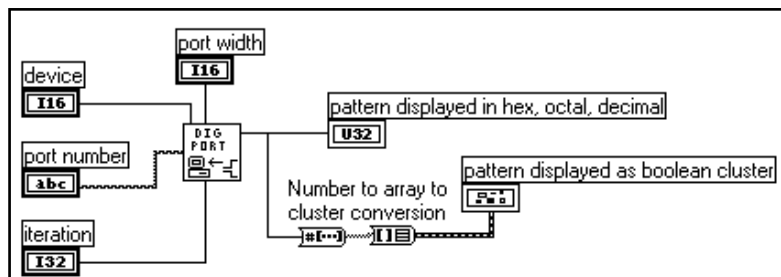 port width
I16
device
I16
pattern displayed in hex, octal, decimal
U32
DIG
PORT
port number
abc
pattern displayed as boolean cluster
Number to array to
cluster conversion
#[...]
[ ]
iteration
I32